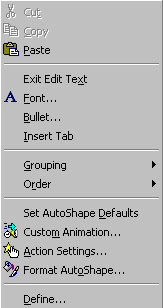 Cut
Copy
Paste
Exit Edit Text
Font...
Bullet...
Insert Tab
Grouping
Order
Set AutoShape Defaults
Custom Animation...
Action Settings...
Format AutoShape...
Define...